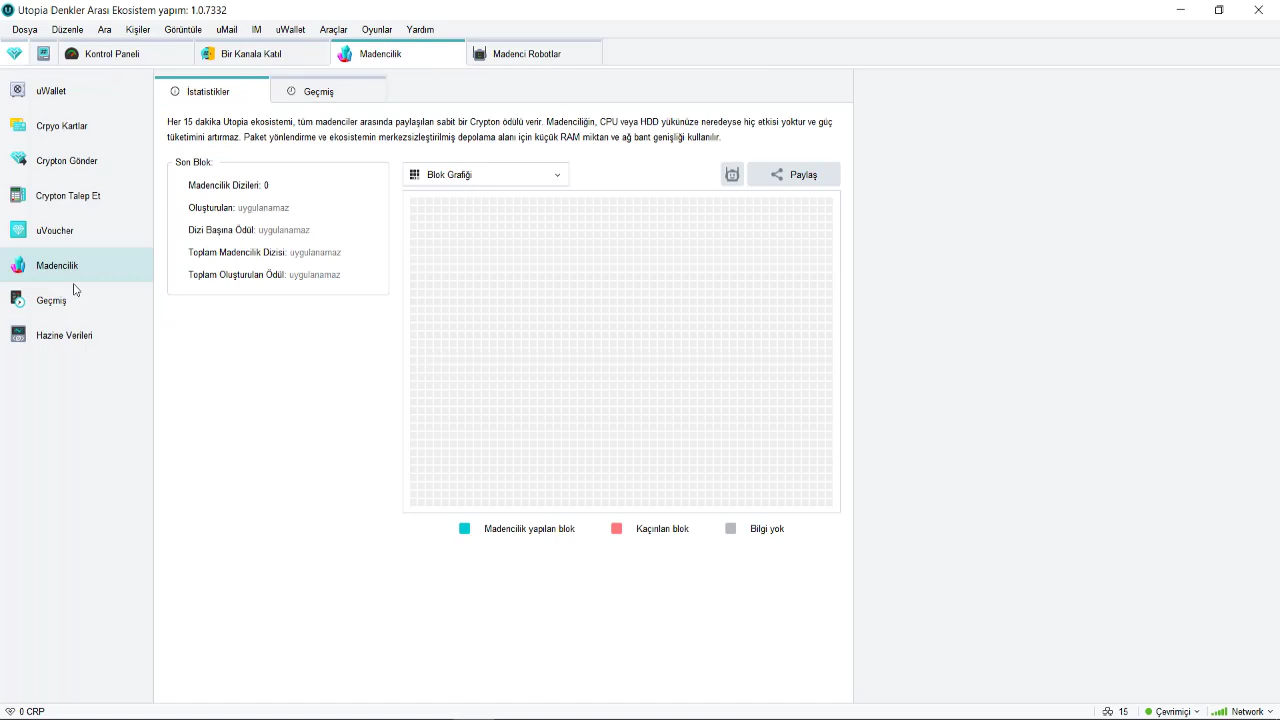 Utopia Denkler Arası Ekosistem yapım: 1.0.7332
Dosya Düzenle Ara Kişiler Görüntüle uMail IM uWallet Araçlar Oyunlar Yardım
Kontrol Paneli Bir Kanala Katıl Madencilik Madenci Robotlar
uWallet
Crpyo Kartlar
Crypton Gönder
Crypton Talep Et
uVoucher
Madencilik
Geçmiş
Hazine Verileri
İstatistikler Geçmiş
Her 15 dakika Utopia ekosistemi, tüm madenciler arasında paylaşılan sabit bir Crypton ödülü verir. Madenciliğin, CPU veya HDD yükünüze neredeyse hiç etkisi yoktur ve güç
tüketimini artırmaz. Paket yönlendirme ve ekosistemin merkezsizleştirilmiş depolama alanı için küçük RAM miktarı ve ağ bant genişliği kullanılır.
Son Blok:
Madencilik Dizileri: 0
Oluşturulan: uygulanamaz
Dizi Başına Ödül: uygulanamaz
Toplam Madencilik Dizisi: uygulanamaz
Toplam Oluşturulan Ödül: uygulanamaz
Blok Grafiği
Paylaş
Madencilik yapılan blok Kaçırılan blok Bilgi yok
0 CRP
15 Çevrimiçi Network